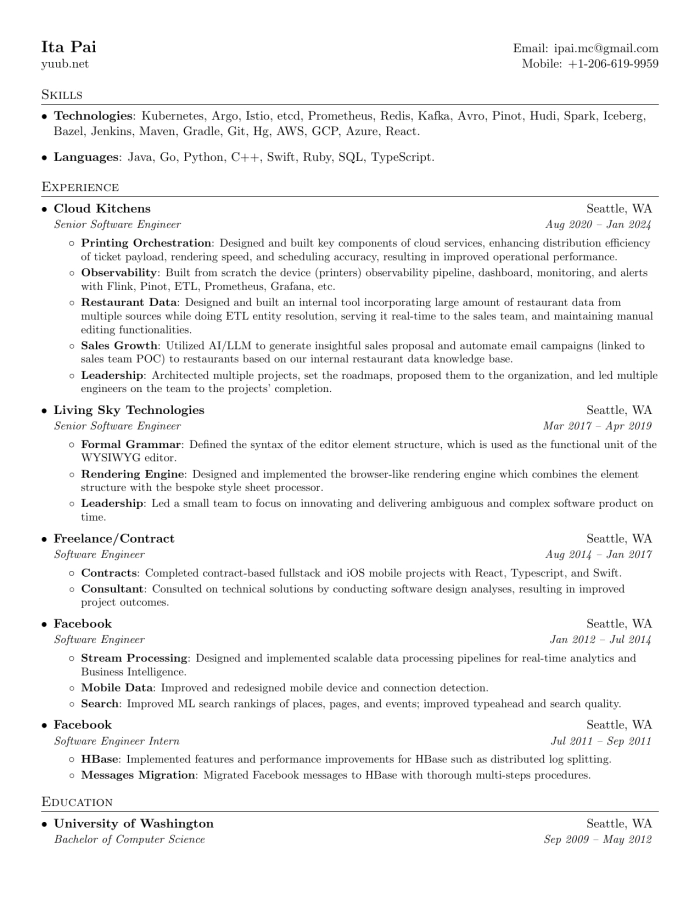 Ita Pai
Email: ipai.mc@gmail.com
yuub.net
Mobile: +1-206-619-9959
Skills
• Technologies: Kubernetes, Argo, Istio, etcd, Prometheus, Redis, Kafka, Avro, Pinot, Hudi, Spark, Iceberg,
Bazel, Jenkins, Maven, Gradle, Git, Hg, AWS, GCP, Azure, React.
• Languages: Java, Go, Python, C++, Swift, Ruby, SQL, TypeScript.
Experience
• Cloud Kitchens Seattle, WA
Senior Software Engineer Aug 2020 – Jan 2024
◦ Printing Orchestration: Designed and built key components of cloud services, enhancing distribution efficiency
of ticket payload, rendering speed, and scheduling accuracy, resulting in improved operational performance.
◦ Observability: Built from scratch the device (printers) observability pipeline, dashboard, monitoring, and alerts
with Flink, Pinot, ETL, Prometheus, Grafana, etc.
◦ Restaurant Data: Designed and built an internal tool incorporating large amount of restaurant data from
multiple sources while doing ETL entity resolution, serving it real-time to the sales team, and maintaining manual
editing functionalities.
◦ Sales Growth: Utilized AI/LLM to generate insightful sales proposal and automate email campaigns (linked to
sales team POC) to restaurants based on our internal restaurant data knowledge base.
◦ Leadership: Architected multiple projects, set the roadmaps, proposed them to the organization, and led multiple
engineers on the team to the projects' completion.
• Living Sky Technologies Seattle, WA
Senior Software Engineer Mar 2017 – Apr 2019
◦ Formal Grammar: Defined the syntax of the editor element structure, which is used as the functional unit of the
WYSIWYG editor.
◦ Rendering Engine: Designed and implemented the browser-like rendering engine which combines the element
structure with the bespoke style sheet processor.
◦ Leadership: Led a small team to focus on innovating and delivering ambiguous and complex software product on
time.
• Freelance/Contract Seattle, WA
Software Engineer Aug 2014 – Jan 2017
◦ Contracts: Completed contract-based fullstack and iOS mobile projects with React, Typescript, and Swift.
◦ Consultant: Consulted on technical solutions by conducting software design analyses, resulting in improved
project outcomes.
• Facebook Seattle, WA
Software Engineer Jan 2012 – Jul 2014
◦ Stream Processing: Designed and implemented scalable data processing pipelines for real-time analytics and
Business Intelligence.
◦ Mobile Data: Improved and redesigned mobile device and connection detection.
◦ Search: Improved ML search rankings of places, pages, and events; improved typeahead and search quality.
• Facebook Seattle, WA
Software Engineer Intern Jul 2011 – Sep 2011
◦ HBase: Implemented features and performance improvements for HBase such as distributed log splitting.
◦ Messages Migration: Migrated Facebook messages to HBase with thorough multi-steps procedures.
Education
• University of Washington Seattle, WA
Bachelor of Computer Science Sep 2009 – May 2012